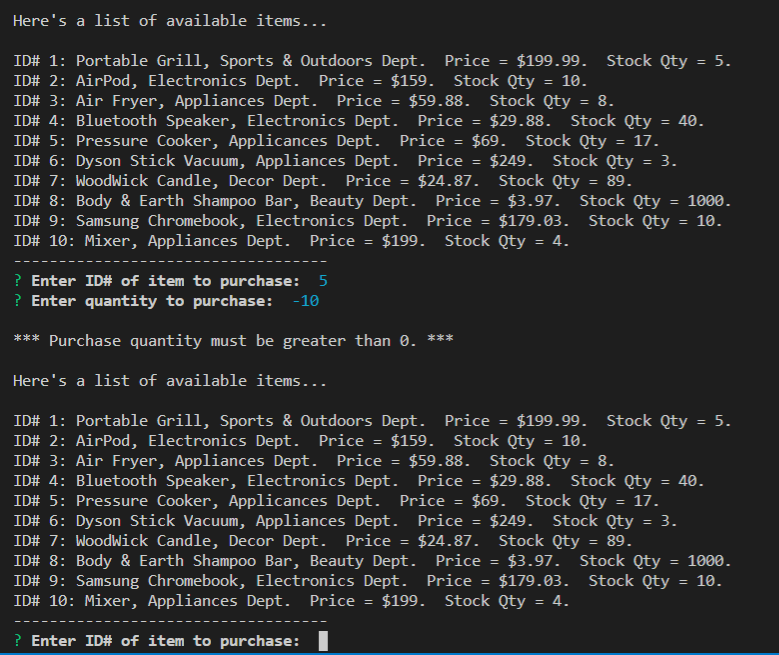 Here's a list of available items...
ID# 1: Portable Grill, Sports & Outdoors Dept.  Price = $199.99.  Stock Qty = 5.
ID# 2: AirPod, Electronics Dept.  Price = $159.  Stock Qty = 10.
ID# 3: Air Fryer, Appliances Dept.  Price = $59.88.  Stock Qty = 8.
ID# 4: Bluetooth Speaker, Electronics Dept.  Price = $29.88.  Stock Qty = 40.
ID# 5: Pressure Cooker, Applicances Dept.  Price = $69.  Stock Qty = 17.
ID# 6: Dyson Stick Vacuum, Appliances Dept.  Price = $249.  Stock Qty = 3.
ID# 7: WoodWick Candle, Decor Dept.  Price = $24.87.  Stock Qty = 89.
ID# 8: Body & Earth Shampoo Bar, Beauty Dept.  Price = $3.97.  Stock Qty = 1000.
ID# 9: Samsung Chromebook, Electronics Dept.  Price = $179.03.  Stock Qty = 10.
ID# 10: Mixer, Appliances Dept.  Price = $199.  Stock Qty = 4.
-----------------------------------
? Enter ID# of item to purchase:  5
? Enter quantity to purchase:  -10
*** Purchase quantity must be greater than 0. ***
Here's a list of available items...
ID# 1: Portable Grill, Sports & Outdoors Dept.  Price = $199.99.  Stock Qty = 5.
ID# 2: AirPod, Electronics Dept.  Price = $159.  Stock Qty = 10.
ID# 3: Air Fryer, Appliances Dept.  Price = $59.88.  Stock Qty = 8.
ID# 4: Bluetooth Speaker, Electronics Dept.  Price = $29.88.  Stock Qty = 40.
ID# 5: Pressure Cooker, Applicances Dept.  Price = $69.  Stock Qty = 17.
ID# 6: Dyson Stick Vacuum, Appliances Dept.  Price = $249.  Stock Qty = 3.
ID# 7: WoodWick Candle, Decor Dept.  Price = $24.87.  Stock Qty = 89.
ID# 8: Body & Earth Shampoo Bar, Beauty Dept.  Price = $3.97.  Stock Qty = 1000.
ID# 9: Samsung Chromebook, Electronics Dept.  Price = $179.03.  Stock Qty = 10.
ID# 10: Mixer, Appliances Dept.  Price = $199.  Stock Qty = 4.
-----------------------------------
? Enter ID# of item to purchase: